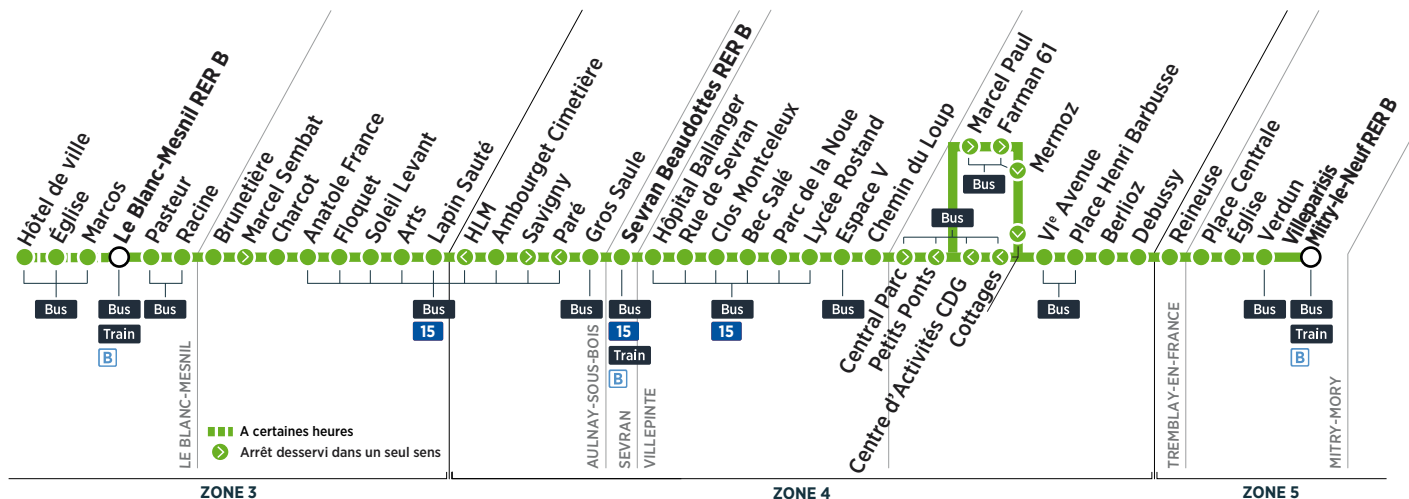 Hôtel de ville
Église
Marcos
Le Blanc-Mesnil RER B
Pasteur
Racine
Brunetière
Marcel Sembat
Charcot
Anatole France
Floquet
Soleil Levant
Arts
Lapin Sauté
HLM
Ambourget Cimetière
Savigny
Paré
Gros Saule
Sevran Beaudottes RER B
Hôpital Ballanger
Rue de Sevran
Clos Montceleux
Bec Salé
Parc de la Noue
Lycée Rostand
Espace V
Chemin du Loup
Central Parc
Petits Ponts
Centre d'Activités CDG
Cottages
Marcel Paul
Farman 61
Mermoz
VIe Avenue
Place Henri Barbusse
Berlioz
Debussy
Reineuse
Place Centrale
Église
Verdun
Villeparisis
Mitry-le-Neuf RER B
Bus
Bus
Bus
Train
B
Bus
Bus
15
Bus
Bus
15
Train
B
Bus
15
Bus
Bus
Bus
Bus
Bus
Bus
Train
B
LE BLANC-MESNIL
AULNAY-SOUS-BOIS
SEVRAN
VILLEPINTE
TREMBLAY-EN-FRANCE
MITRY-MORY
A certaines heures
Arrêt desservi dans un seul sens
ZONE 3
ZONE 4
ZONE 5